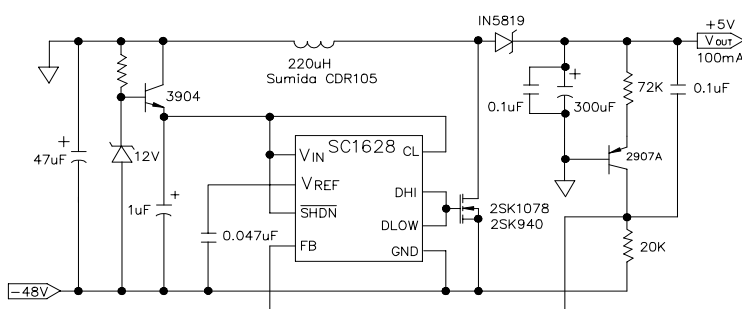 IN5819
+5V
VOUT
100mA
220uH
Sumida CDR105
3904
12V
47uF
+
1uF
+
0.047uF
SC1628
VIN
CL
VREF
SHDN
DHI
DLOW
FB
GND
2SK1078
2SK940
0.1uF
+
300uF
72K
0.1uF
2907A
20K
-48V